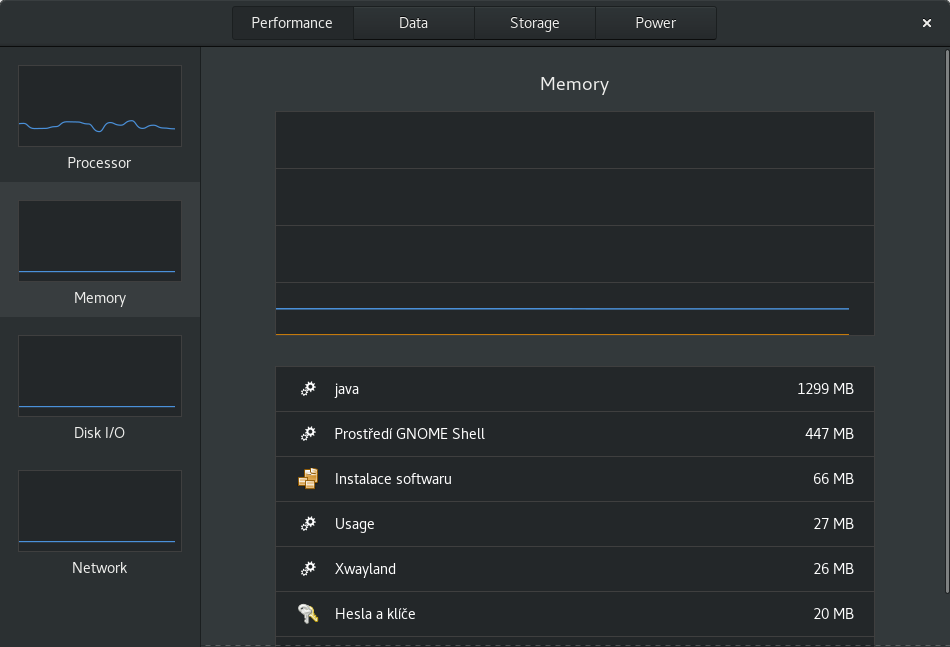 Performance Data Storage Power
Processor
Memory
Disk I/O
Network
Memory
java 1299 MB
Prostředí GNOME Shell 447 MB
Instalace softwaru 66 MB
Usage 27 MB
Xwayland 26 MB
Hesla a klíče 20 MB